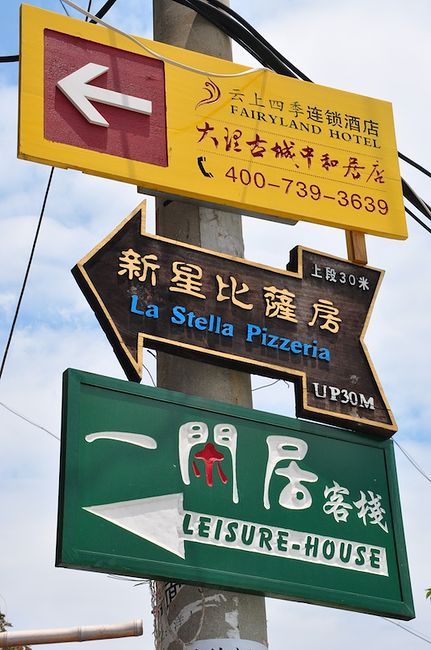 云上四季连锁酒店
FAIRYLAND HOTEL
大理古城中和居店
400-739-3639
新星比薩房
La Stella Pizzeria
上段30米
UP30M
一閑居客棧
LEISURE-HOUSE